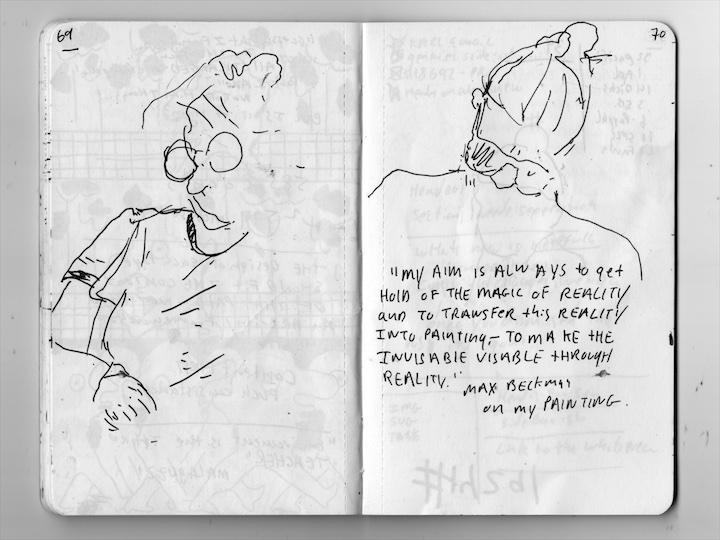 69
70
"MY AIM IS ALWAYS to get
HOLD OF THE MAGIC OF REALITY
and TO TRANSFER this REALITY
INTO PAINTING – TO MAKE THE
INVISABLE VISABLE THROUGH
REALITY."
MAX BECKMAN
on my PAINTING.